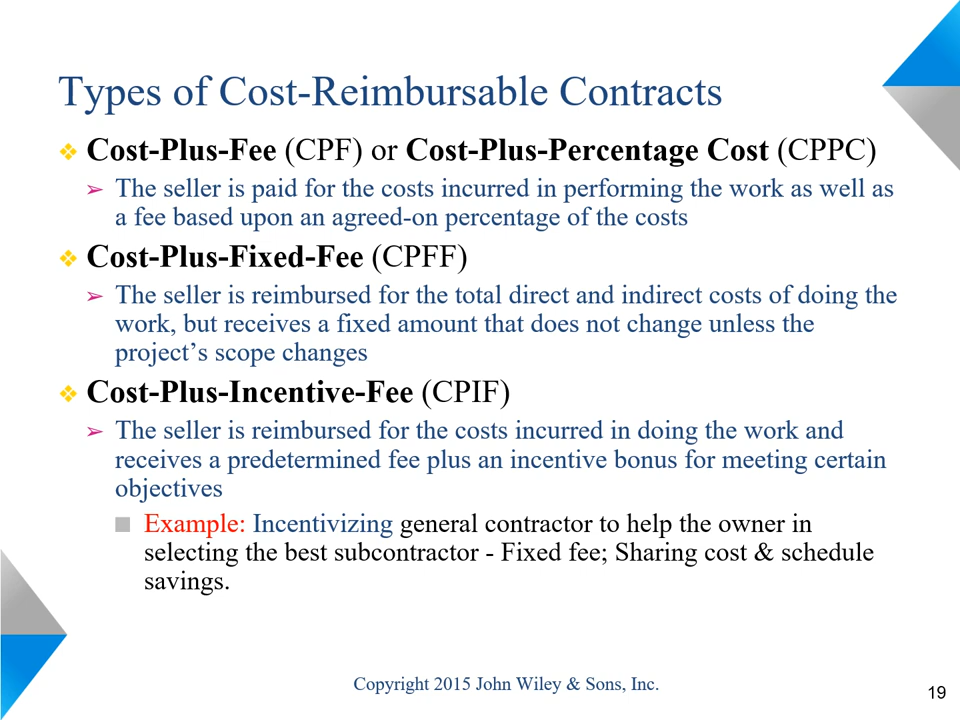 Types of Cost-Reimbursable Contracts
❖ Cost-Plus-Fee (CPF) or Cost-Plus-Percentage Cost (CPPC)
➢ The seller is paid for the costs incurred in performing the work as well as
a fee based upon an agreed-on percentage of the costs
❖ Cost-Plus-Fixed-Fee (CPFF)
➢ The seller is reimbursed for the total direct and indirect costs of doing the
work, but receives a fixed amount that does not change unless the
project’s scope changes
❖ Cost-Plus-Incentive-Fee (CPIF)
➢ The seller is reimbursed for the costs incurred in doing the work and
receives a predetermined fee plus an incentive bonus for meeting certain
objectives
■ Example: Incentivizing general contractor to help the owner in
selecting the best subcontractor - Fixed fee; Sharing cost & schedule
savings.
Copyright 2015 John Wiley & Sons, Inc.
19